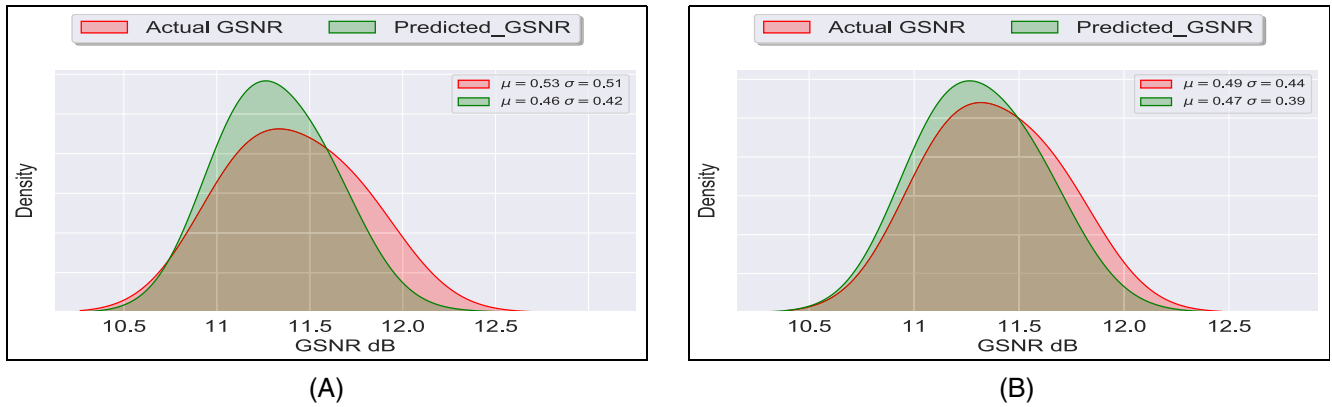 Actual GSNR
Predicted_GSNR
μ = 0.53 σ = 0.51
μ = 0.46 σ = 0.42
Density
10.5 11 11.5 12.0 12.5
GSNR dB
(A)
Actual GSNR
Predicted_GSNR
μ = 0.49 σ = 0.44
μ = 0.47 σ = 0.39
Density
10.5 11 11.5 12.0 12.5
GSNR dB
(B)